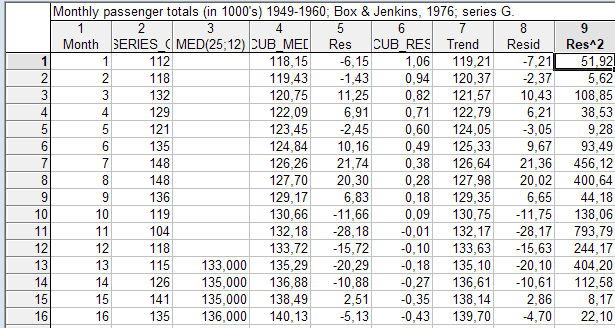 Monthly passenger totals (in 1000's) 1949-1960; Box & Jenkins, 1976; series G.
1 2 3 4 5 6 7 8 9
Month SERIES_G MED(25;12) CUB_MED Res CUB_RES Trend Resid Res^2
1 1 112 118,15 -6,15 1,06 119,21 -7,21 51,92
2 2 118 119,43 -1,43 0,94 120,37 -2,37 5,62
3 3 132 120,75 11,25 0,82 121,57 10,43 108,85
4 4 129 122,09 6,91 0,71 122,79 6,21 38,53
5 5 121 123,45 -2,45 0,60 124,05 -3,05 9,28
6 6 135 124,84 10,16 0,49 125,33 9,67 93,49
7 7 148 126,26 21,74 0,38 126,64 21,36 456,12
8 8 148 127,70 20,30 0,28 127,98 20,02 400,64
9 9 136 129,17 6,83 0,18 129,35 6,65 44,18
10 10 119 130,66 -11,66 0,09 130,75 -11,75 138,06
11 11 104 132,18 -28,18 -0,01 132,17 -28,17 793,79
12 12 118 133,72 -15,72 -0,10 133,63 -15,63 244,17
13 13 115 133,000 135,29 -20,29 -0,18 135,10 -20,10 404,20
14 14 126 135,000 136,88 -10,88 -0,27 136,61 -10,61 112,58
15 15 141 135,000 138,49 2,51 -0,35 138,14 2,86 8,17
16 16 135 136,000 140,13 -5,13 -0,43 139,70 -4,70 22,10